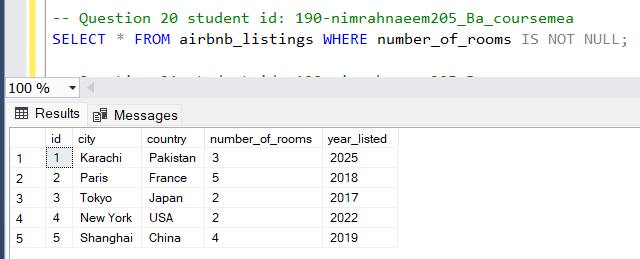 -- Question 20 student id: 190-nimrahnaeem205_Ba_coursemea
SELECT * FROM airbnb_listings WHERE number_of_rooms IS NOT NULL;
100 %
Results Messages
id city country number_of_rooms year_listed
1 1 Karachi Pakistan 3 2025
2 2 Paris France 5 2018
3 3 Tokyo Japan 2 2017
4 4 New York USA 2 2022
5 5 Shanghai China 4 2019